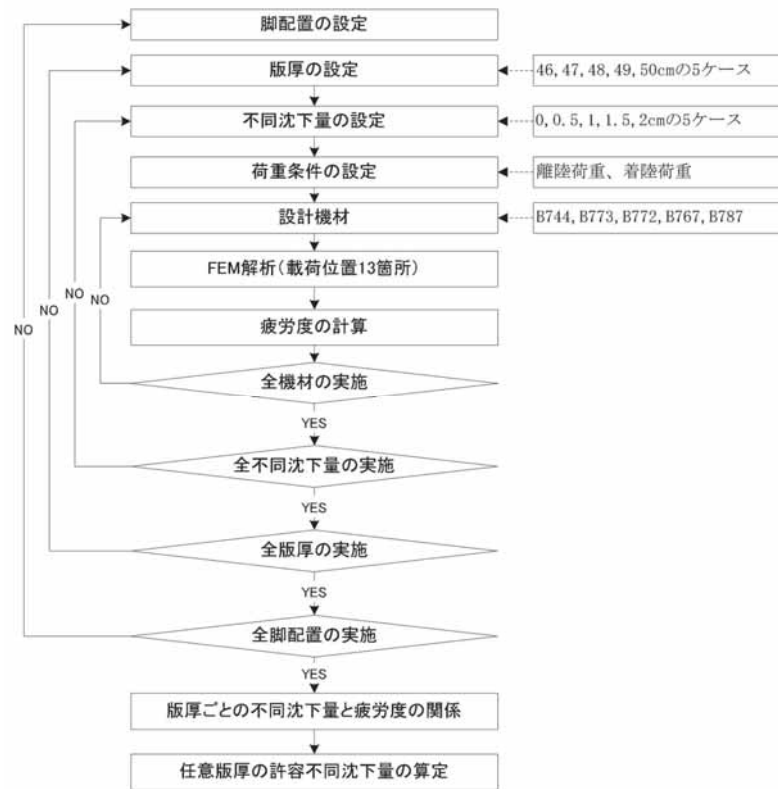 脚配置の設定
版厚の設定
46,47,48,49,50cmの5ケース
不同沈下量の設定
0,0.5,1,1.5,2cmの5ケース
荷重条件の設定
離陸荷重、着陸荷重
設計機材
B744,B773,B772,B767,B787
FEM解析(載荷位置13箇所)
NO
NO
NO
NO
疲労度の計算
全機材の実施
YES
全不同沈下量の実施
YES
全版厚の実施
YES
全脚配置の実施
YES
版厚ごとの不同沈下量と疲労度の関係
任意版厚の許容不同沈下量の算定